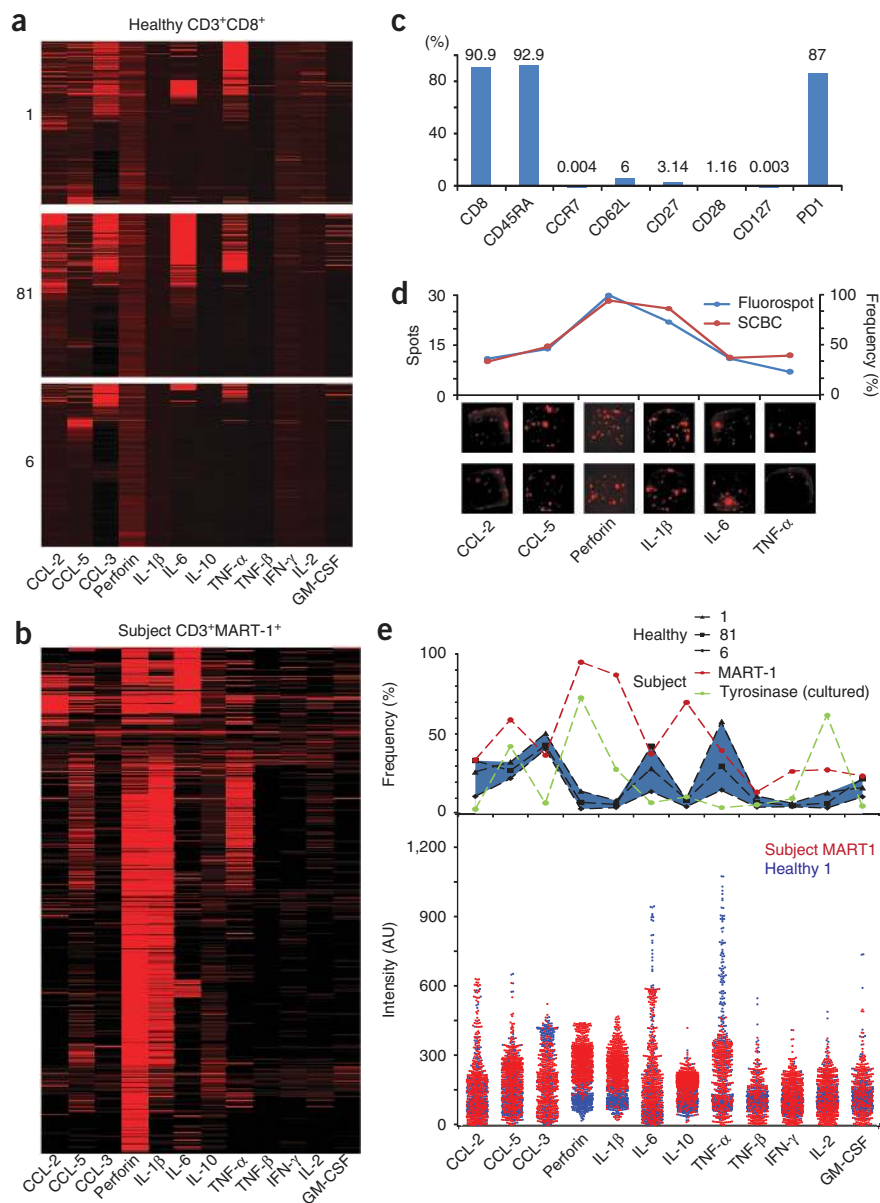 a
Healthy CD3+CD8+
1
81
6
CCL-2
CCL-5
CCL-3
Perforin
IL-1β
IL-6
IL-10
TNF-α
TNF-β
IFN-γ
IL-2
GM-CSF
b
Subject CD3+MART-1+
CCL-2
CCL-5
CCL-3
Perforin
IL-1β
IL-6
IL-10
TNF-α
TNF-β
IFN-γ
IL-2
GM-CSF
c
(%)
90.9 92.9 87
80
40
0
0.004 6 3.14 1.16 0.003
CD8
CD45RA
CCR7
CD62L
CD27
CD28
CD127
PD1
d
30
15
0
Spots
Fluorospot
SCBC
100
50
0
Frequency (%)
CCL-2
CCL-5
Perforin
IL-1β
IL-6
TNF-α
e
1
Healthy 81
6
Subject MART-1
Tyrosinase (cultured)
100
50
0
Frequency (%)
Subject MART1
Healthy 1
1,200
900
600
300
0
Intensity (AU)
CCL-2
CCL-5
CCL-3
Perforin
IL-1β
IL-6
IL-10
TNF-α
TNF-β
IFN-γ
IL-2
GM-CSF